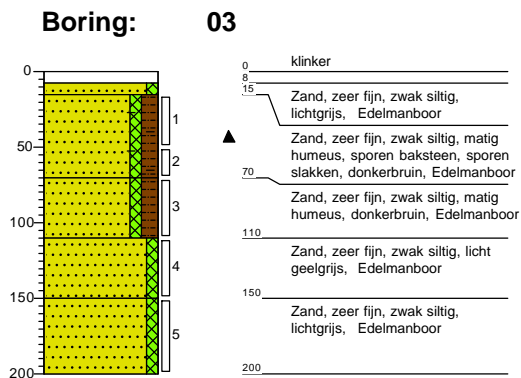 Boring: 03
0
50
100
150
200
1
2
3
4
5
0
klinker
8
15
Zand, zeer fijn, zwak siltig,
lichtgrijs, Edelmanboor
Zand, zeer fijn, zwak siltig, matig
humeus, sporen baksteen, sporen
slakken, donkerbruin, Edelmanboor
70
Zand, zeer fijn, zwak siltig, matig
humeus, donkerbruin, Edelmanboor
110
Zand, zeer fijn, zwak siltig, licht
geelgrijs, Edelmanboor
150
Zand, zeer fijn, zwak siltig,
lichtgrijs, Edelmanboor
200